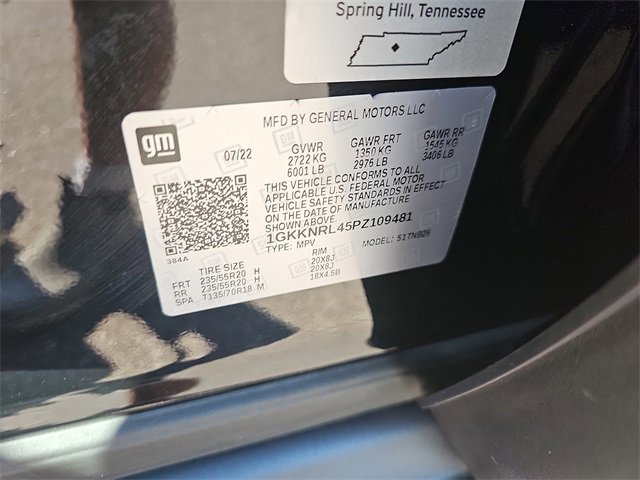 Spring Hill, Tennessee
gm
MFD BY GENERAL MOTORS LLC
07/22
GVWR GAWR FRT GAWR RR
2722 KG 1350 KG 1545 KG
6001 LB 2976 LB 3406 LB
THIS VEHICLE CONFORMS TO ALL
APPLICABLE U.S. FEDERAL MOTOR
VEHICLE SAFETY STANDARDS IN EFFECT
ON THE DATE OF MANUFACTURE SHOWN ABOVE.
1GKKNRL45PZ109481
TYPE: MPV MODEL: 51TNB26
384A
TIRE SIZE RIM
FRT 235/55R20 H 20X8J
RR 235/55R20 H 20X8J
SPA T135/70R18 M 18X4.5B